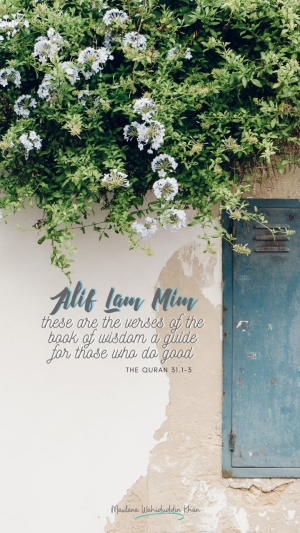 Alif Lam Mim
these are the verses of the
book of wisdom a guide
for those who do good
THE QURAN 31.1-3
Maulana Wahiduddin Khan